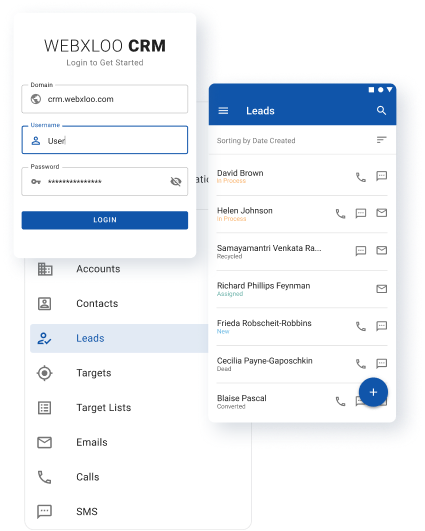 WEBXLOO CRM
Login to Get Started
Domain
crm.webxloo.com
Username
User
Password
***************
LOGIN
Accounts
Contacts
Leads
Targets
Target Lists
Emails
Calls
SMS
Leads
Sorting by Date Created
David Brown
In Process
Helen Johnson
In Process
Samayamantri Venkata Ra...
Recycled
Richard Phillips Feynman
Assigned
Frieda Robscheit-Robbins
New
Cecilia Payne-Gaposchkin
Dead
Blaise Pascal
Converted